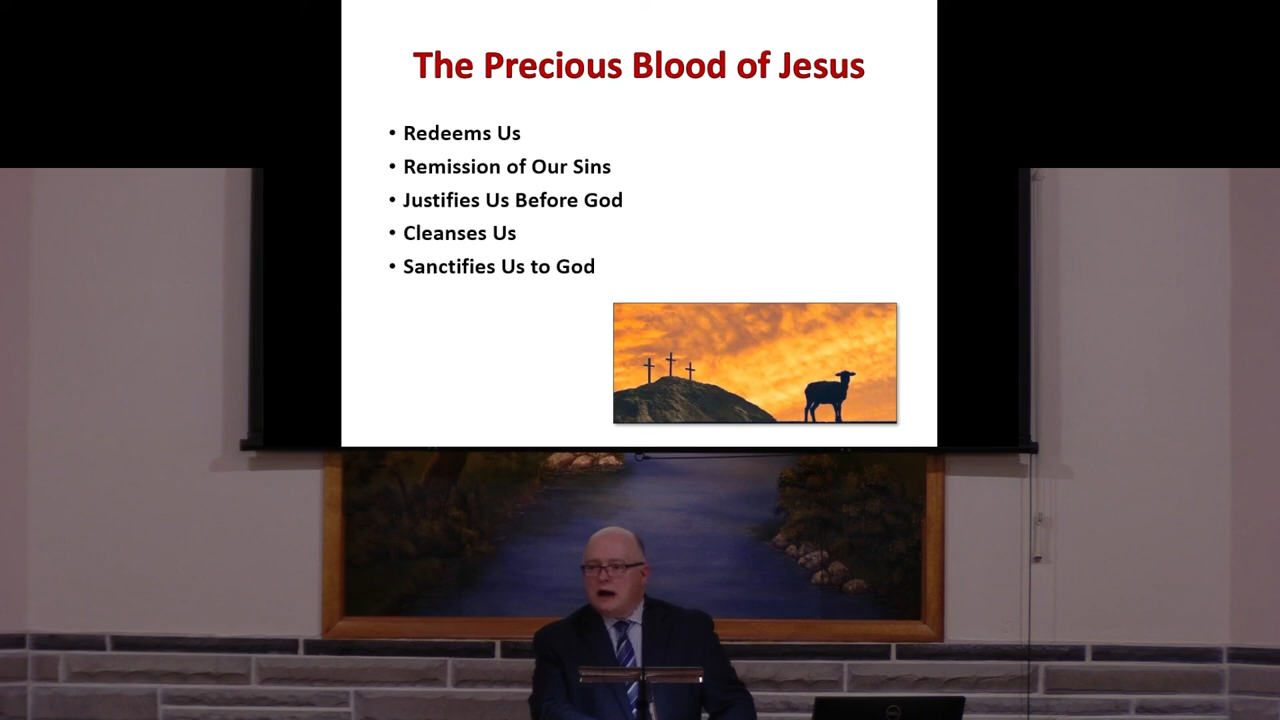 The Precious Blood of Jesus
• Redeems Us
• Remission of Our Sins
• Justifies Us Before God
• Cleanses Us
• Sanctifies Us to God
DELL